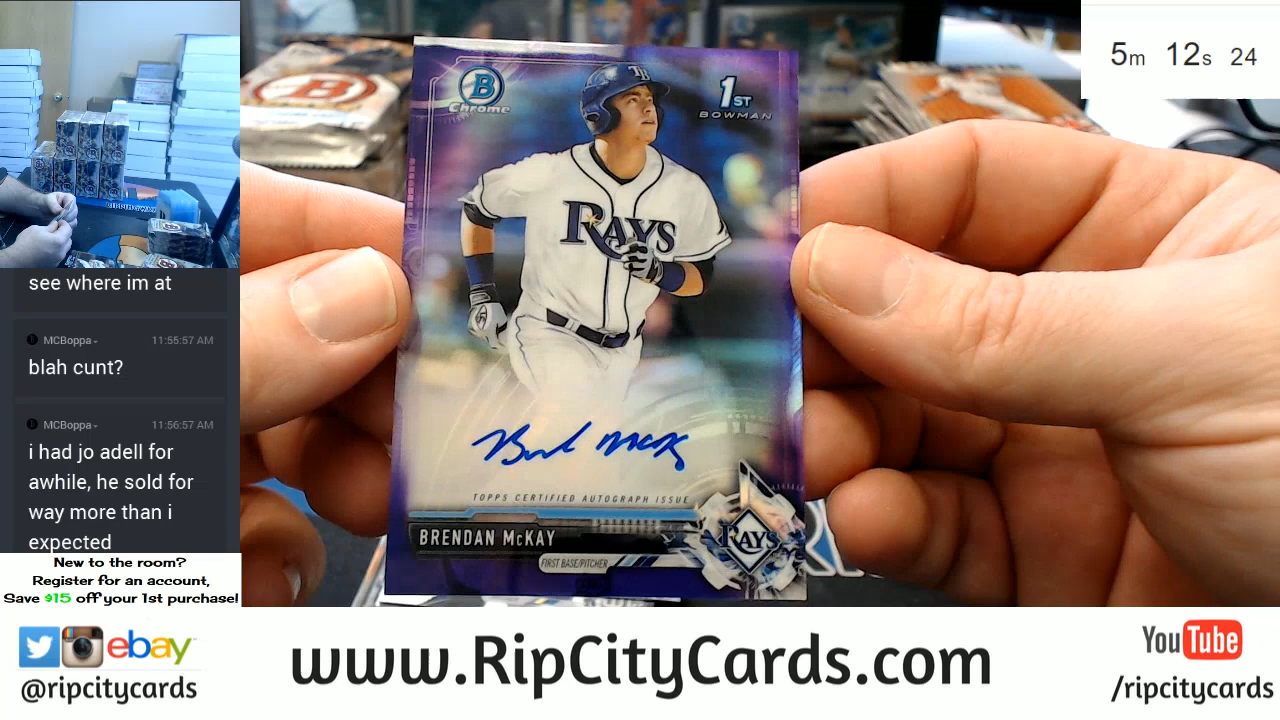 see where im at
MCBoppa
11:55:57 AM
blah cunt?
MCBoppa
11:56:57 AM
i had jo adell for
awhile, he sold for
way more than i
expected
New to the room?
Register for an account,
Save $15 off your 1st purchase!
5m 12s 24
B
B
Chrome
1ST
BOWMAN
TB
RAYS
TOPPS CERTIFIED AUTOGRAPH ISSUE
BRENDAN McKAY
FIRST BASE/PITCHER
RAYS
ebay
@ripcitycards
www.RipCityCards.com
YouTube
/ripcitycards